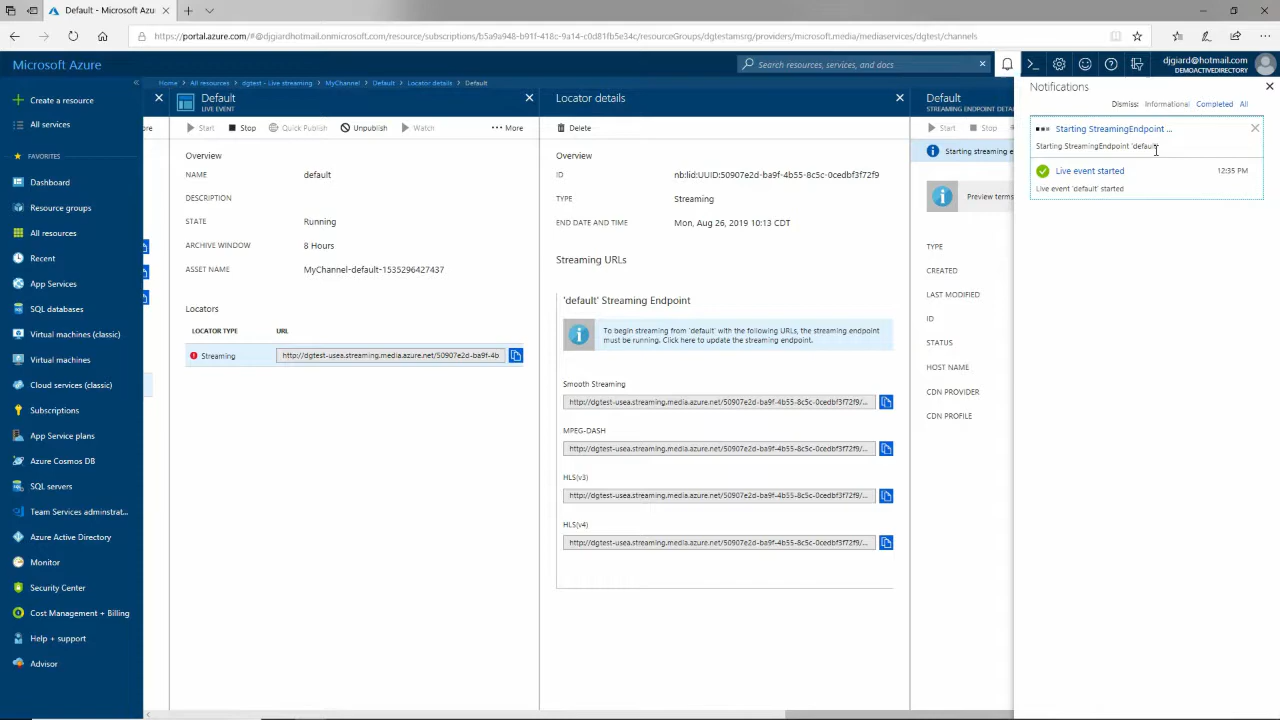 Default - Microsoft Azu
https://portal.azure.com/#@djgiardhotmail.onmicrosoft.com/resource/subscriptions/b5a9a948-b91f-418c-9a14-c0d81fb5e34c/resourceGroups/dgtestamsrg/providers/microsoft.media/mediaservices/dgtest/channels
Microsoft Azure
Search resources, services, and docs
djgiard@hotmail.com
DEMOACTIVEDIRECTORY
Create a resource
All services
FAVORITES
Dashboard
Resource groups
All resources
Recent
App Services
SQL databases
Virtual machines (classic)
Virtual machines
Cloud services (classic)
Subscriptions
App Service plans
Azure Cosmos DB
SQL servers
Team Services adminstrat...
Azure Active Directory
Monitor
Security Center
Cost Management + Billing
Help + support
Advisor
Home
All resources
dgtest - Live streaming
MyChannel
Default
Locator details
Default
ore
Default
LIVE EVENT
Start
Stop
Quick Publish
Unpublish
Watch
More
Overview
NAME default
DESCRIPTION
STATE Running
ARCHIVE WINDOW 8 Hours
ASSET NAME MyChannel-default-1535296427437
Locators
LOCATOR TYPE URL
Streaming http://dgtest-usea.streaming.media.azure.net/50907e2d-ba9f-4b
Locator details
Delete
Overview
ID nb:lid:UUID:50907e2d-ba9f-4b55-8c5c-0cedbf3f72f9
TYPE Streaming
END DATE AND TIME Mon, Aug 26, 2019 10:13 CDT
Streaming URLs
'default' Streaming Endpoint
To begin streaming from 'default' with the following URLs, the streaming endpoint
must be running. Click here to update the streaming endpoint.
Smooth Streaming
http://dgtest-usea.streaming.media.azure.net/50907e2d-ba9f-4b55-8c5c-0cedbf3f72f9/...
MPEG-DASH
http://dgtest-usea.streaming.media.azure.net/50907e2d-ba9f-4b55-8c5c-0cedbf3f72f9/...
HLS(v3)
http://dgtest-usea.streaming.media.azure.net/50907e2d-ba9f-4b55-8c5c-0cedbf3f72f9/...
HLS(v4)
http://dgtest-usea.streaming.media.azure.net/50907e2d-ba9f-4b55-8c5c-0cedbf3f72f9/...
Default
STREAMING ENDPOINT DETA
Start
Stop
Starting streaming e
Preview terms
TYPE
CREATED
LAST MODIFIED
ID
STATUS
HOST NAME
CDN PROVIDER
CDN PROFILE
Notifications
Dismiss: Informational Completed All
Starting StreamingEndpoint ...
Starting StreamingEndpoint 'default'
Live event started 12:35 PM
Live event 'default' started